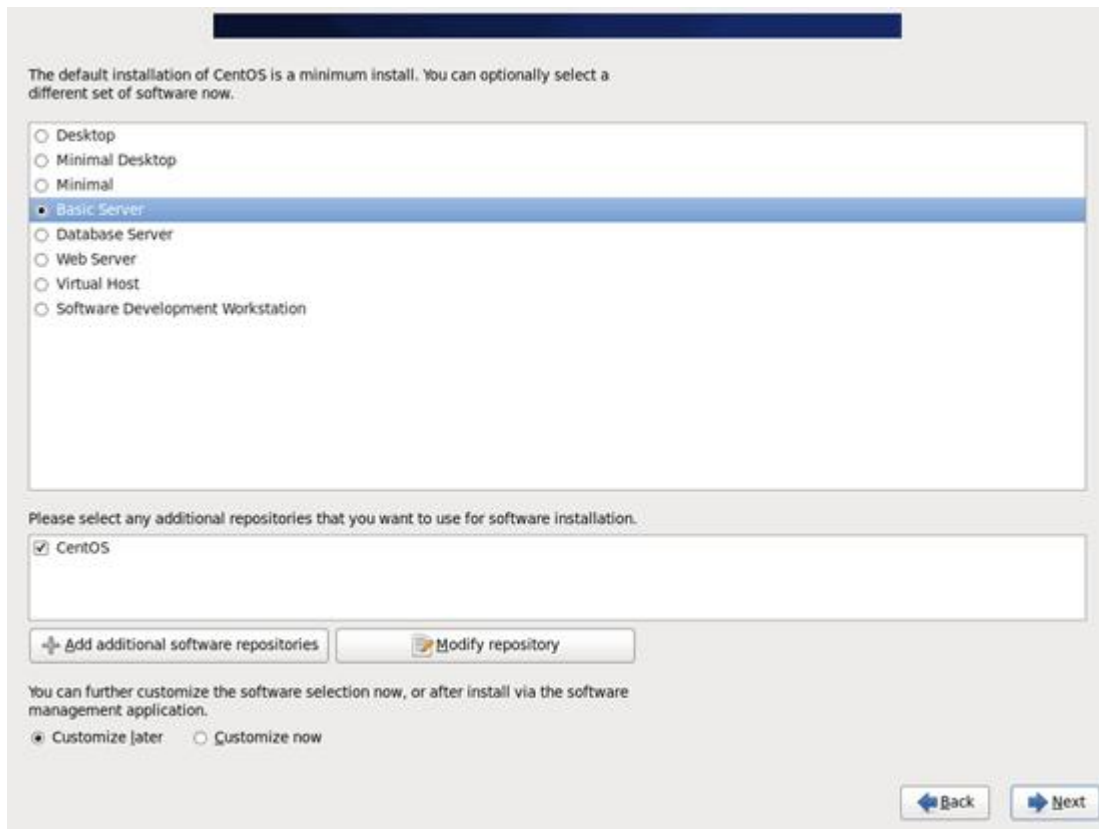 The default installation of CentOS is a minimum install. You can optionally select a
different set of software now.
Desktop
Minimal Desktop
Minimal
Basic Server
Database Server
Web Server
Virtual Host
Software Development Workstation
Please select any additional repositories that you want to use for software installation.
CentOS
Add additional software repositories
Modify repository
You can further customize the software selection now, or after install via the software
management application.
Customize later
Customize now
Back
Next